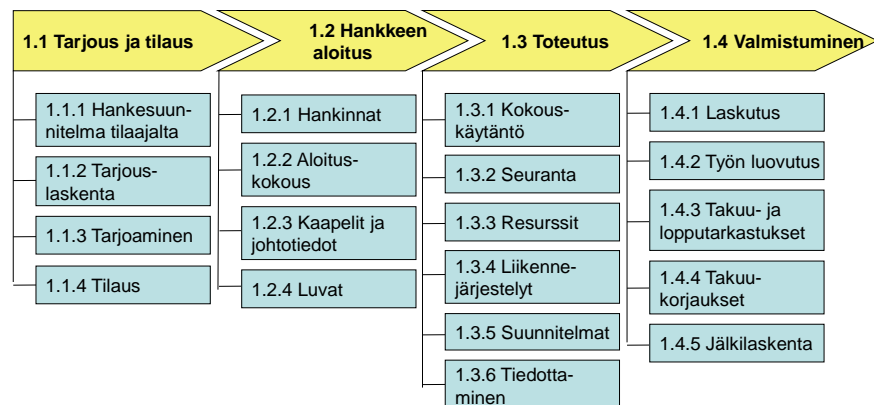 1.1 Tarjous ja tilaus
1.1.1 Hankesuun-
nitelma tilaajalta
1.1.2 Tarjous-
laskenta
1.1.3 Tarjoaminen
1.1.4 Tilaus
1.2 Hankkeen
aloitus
1.2.1 Hankinnat
1.2.2 Aloitus-
kokous
1.2.3 Kaapelit ja
johtotiedot
1.2.4 Luvat
1.3 Toteutus
1.3.1 Kokous-
käytäntö
1.3.2 Seuranta
1.3.3 Resurssit
1.3.4 Liikenne-
järjestelyt
1.3.5 Suunnitelmat
1.3.6 Tiedotta-
minen
1.4 Valmistuminen
1.4.1 Laskutus
1.4.2 Työn luovutus
1.4.3 Takuu- ja
lopputarkastukset
1.4.4 Takuu-
korjaukset
1.4.5 Jälkilaskenta